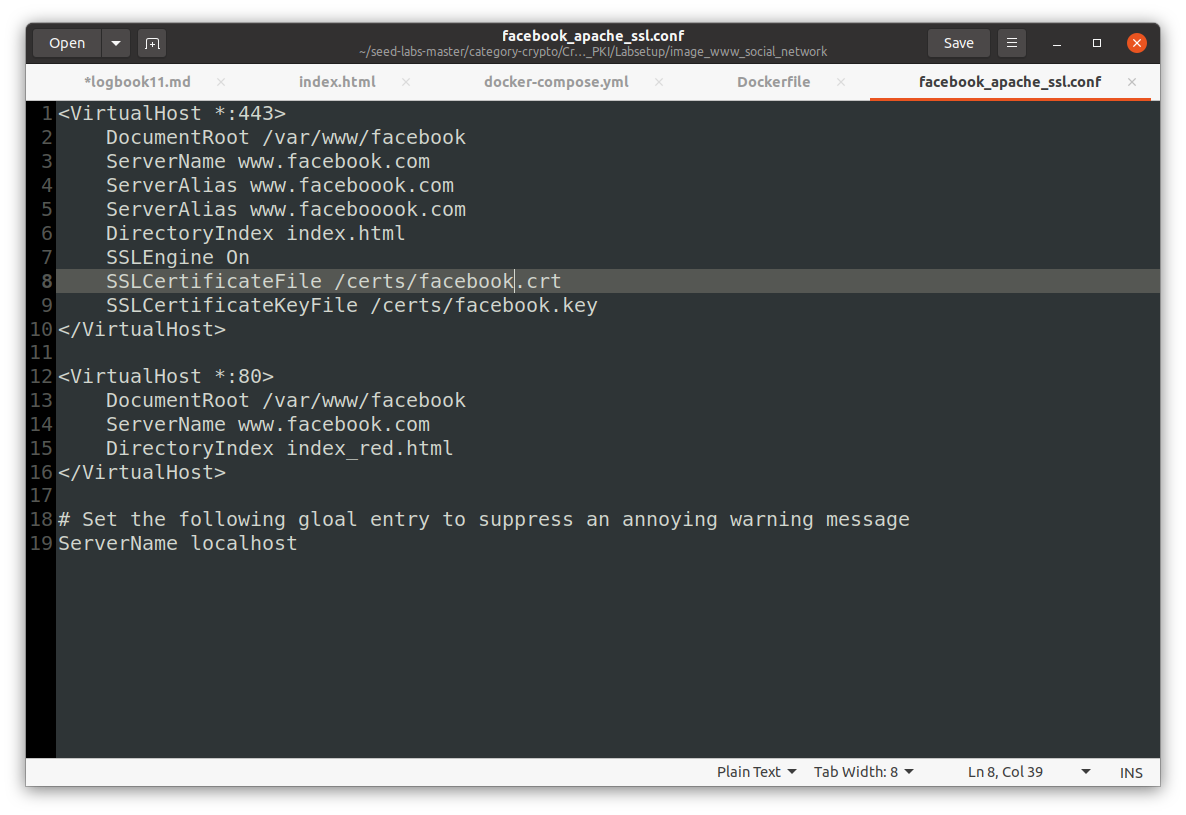 Open
facebook_apache_ssl.conf
~/seed-labs-master/category-crypto/Cr…_PKI/Labsetup/image_www_social_network
Save
*logbook11.md
index.html
docker-compose.yml
Dockerfile
facebook_apache_ssl.conf
1 <VirtualHost *:443>
2     DocumentRoot /var/www/facebook
3     ServerName www.facebook.com
4     ServerAlias www.faceboook.com
5     ServerAlias www.facebooook.com
6     DirectoryIndex index.html
7     SSLEngine On
8     SSLCertificateFile /certs/facebook.crt
9     SSLCertificateKeyFile /certs/facebook.key
10 </VirtualHost>
11
12 <VirtualHost *:80>
13     DocumentRoot /var/www/facebook
14     ServerName www.facebook.com
15     DirectoryIndex index_red.html
16 </VirtualHost>
17
18 # Set the following gloal entry to suppress an annoying warning message
19 ServerName localhost
Plain Text
Tab Width: 8
Ln 8, Col 39
INS